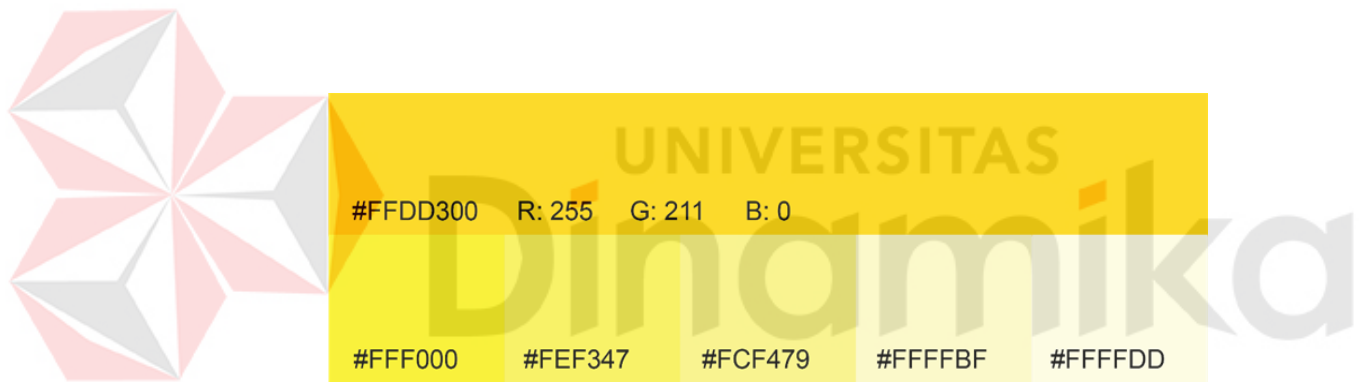 UNIVERSITAS
Dinamika
#FFDD300 R: 255 G: 211 B: 0
#FFF000 #FEF347 #FCF479 #FFFFBF #FFFFDD